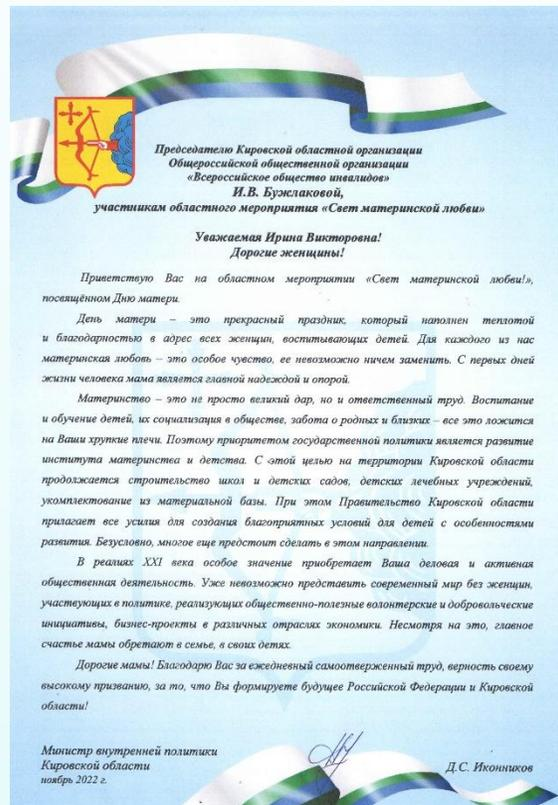 Председателю Кировской областной организации
Общероссийской общественной организации
«Всероссийское общество инвалидов»
И.В. Бужлаковой,
участникам областного мероприятия «Свет материнской любви»
Уважаемая Ирина Викторовна!
Дорогие женщины!
Приветствую Вас на областном мероприятии «Свет материнской любви!»,
посвящённом Дню матери.
День матери – это прекрасный праздник, который наполнен теплотой
и благодарностью в адрес всех женщин, воспитывающих детей. Для каждого из нас
материнская любовь – это особое чувство, ее невозможно ничем заменить. С первых дней
жизни человека мама является главной надеждой и опорой.
Материнство – это не просто великий дар, но и ответственный труд. Воспитание
и обучение детей, их социализация в обществе, забота о родных и близких – все это ложится
на Ваши хрупкие плечи. Поэтому приоритетом государственной политики является развитие
института материнства и детства. С этой целью на территории Кировской области
продолжается строительство школ и детских садов, детских лечебных учреждений,
укомплектование их материальной базы. При этом Правительство Кировской области
прилагает все усилия для создания благоприятных условий для детей с особенностями
развития. Безусловно, многое еще предстоит сделать в этом направлении.
В реалиях XXI века особое значение приобретает Ваша деловая и активная
общественная деятельность. Уже невозможно представить современный мир без женщин,
участвующих в политике, реализующих общественно-полезные волонтерские и добровольческие
инициативы, бизнес-проекты в различных отраслях экономики. Несмотря на это, главное
счастье мамы обретают в семье, в своих детях.
Дорогие мамы! Благодарю Вас за ежедневный самоотверженный труд, верность своему
высокому призванию, за то, что Вы формируете будущее Российской Федерации и Кировской
области!
Министр внутренней политики
Кировской области
ноябрь 2022 г.
Д.С. Иконников